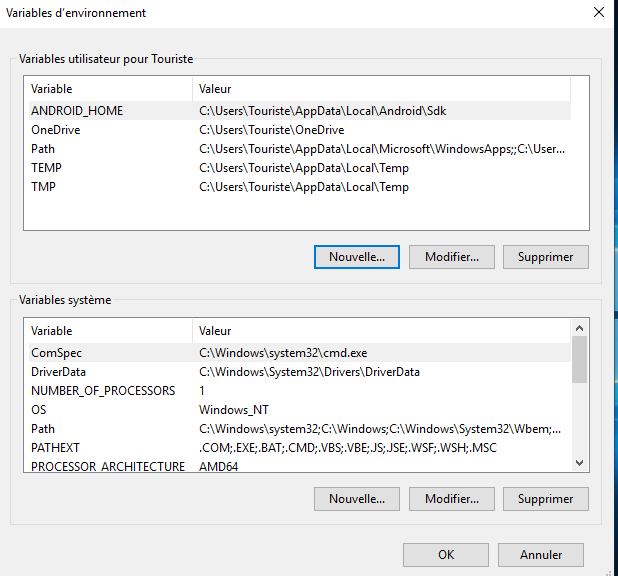 Variables d'environnement
Variables utilisateur pour Touriste
Variable Valeur
ANDROID_HOME C:\Users\Touriste\AppData\Local\Android\Sdk
OneDrive C:\Users\Touriste\OneDrive
Path C:\Users\Touriste\AppData\Local\Microsoft\WindowsApps;;C:\User...
TEMP C:\Users\Touriste\AppData\Local\Temp
TMP C:\Users\Touriste\AppData\Local\Temp
Nouvelle... Modifier... Supprimer
Variables système
Variable Valeur
ComSpec C:\Windows\system32\cmd.exe
DriverData C:\Windows\System32\Drivers\DriverData
NUMBER_OF_PROCESSORS 1
OS Windows_NT
Path C:\Windows\system32;C:\Windows;C:\Windows\System32\Wbem;...
PATHEXT .COM;.EXE;.BAT;.CMD;.VBS;.VBE;.JS;.JSE;.WSF;.WSH;.MSC
PROCESSOR_ARCHITECTURE AMD64
Nouvelle... Modifier... Supprimer
OK Annuler